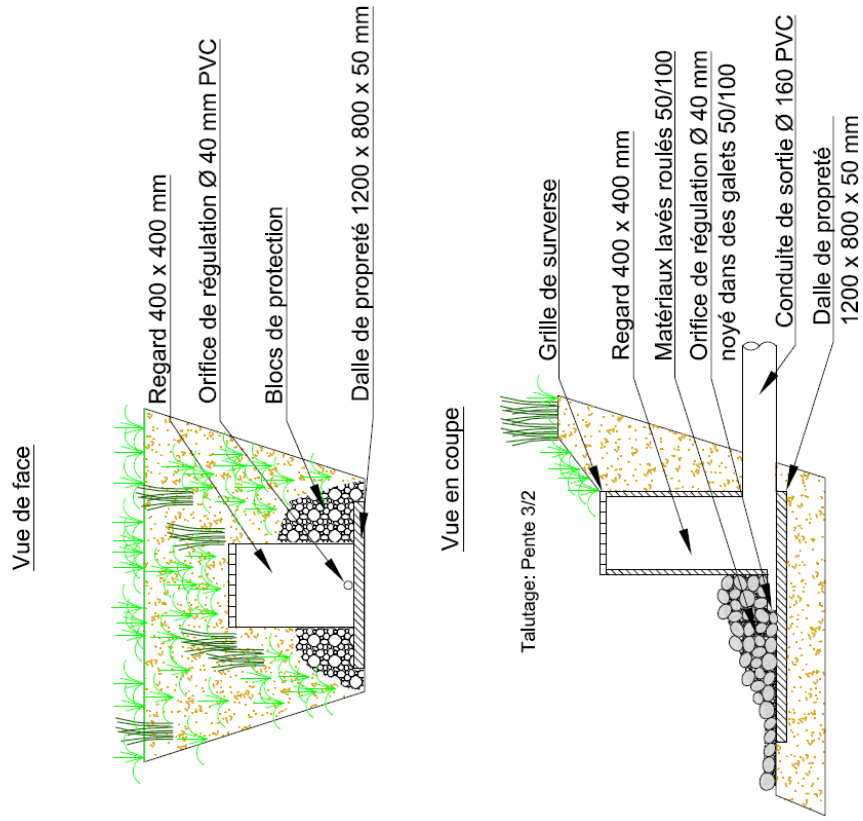 Vue de face
Regard 400 x 400 mm
Orifice de régulation Ø 40 mm PVC
Blocs de protection
Dalle de propreté 1200 x 800 x 50 mm
Vue en coupe
Talutage: Pente 3/2
Grille de surverse
Regard 400 x 400 mm
Matériaux lavés roulés 50/100
Orifice de régulation Ø 40 mm
noyé dans des galets 50/100
Conduite de sortie Ø 160 PVC
Dalle de propreté
1200 x 800 x 50 mm